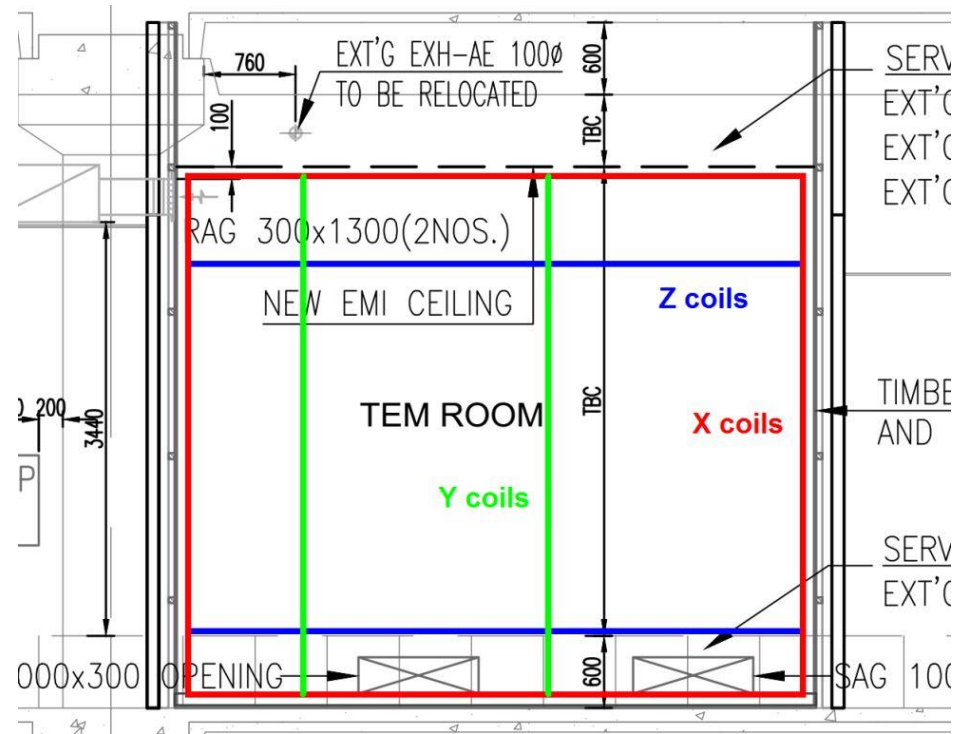 760
EXT'G EXH-AE 100ø
TO BE RELOCATED
600
SERV
EXT'G
EXT'G
EXT'G
100
TBC
RAG 300x1300(2NOS.)
NEW EMI CEILING
Z coils
TEM ROOM
TBC
X coils
TIMBE
AND
200
3440
P
Y coils
SERV
EXT'G
000x300 OPENING
600
SAG 100